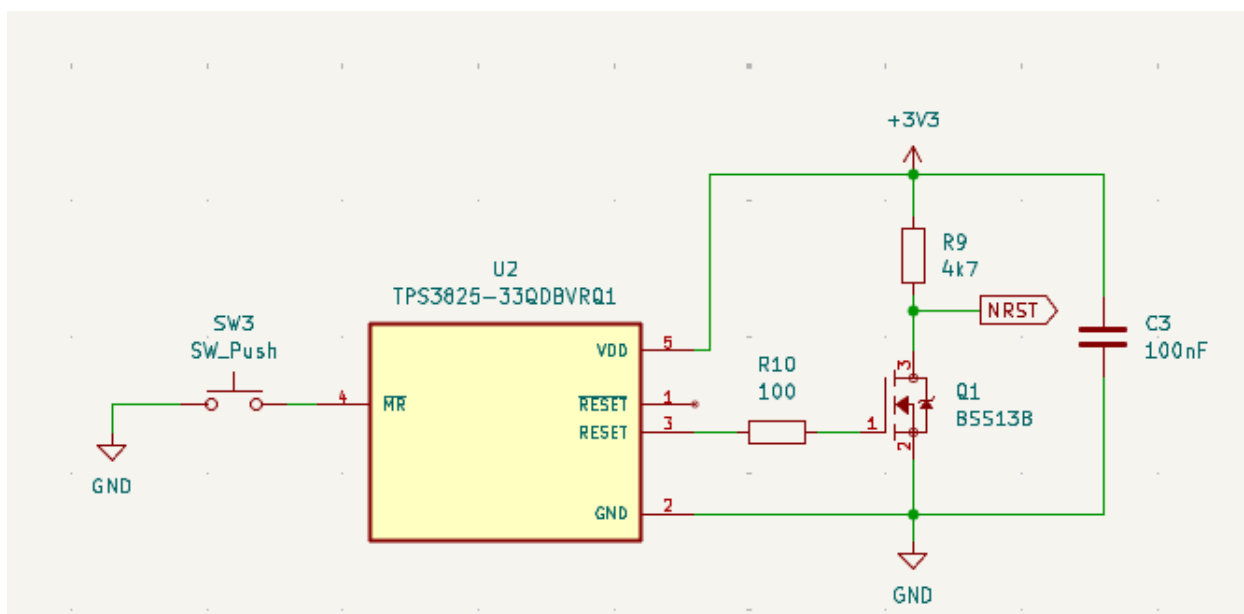 +3V3
R9
4k7
U2
TPS3825-33QDBVRQ1
NRST
SW3
SW_Push
C3
100nF
VDD
5
R10
100
3
Q1
BSS13B
4
MR
RESET
1
RESET
3
1
2
GND
GND
2
GND